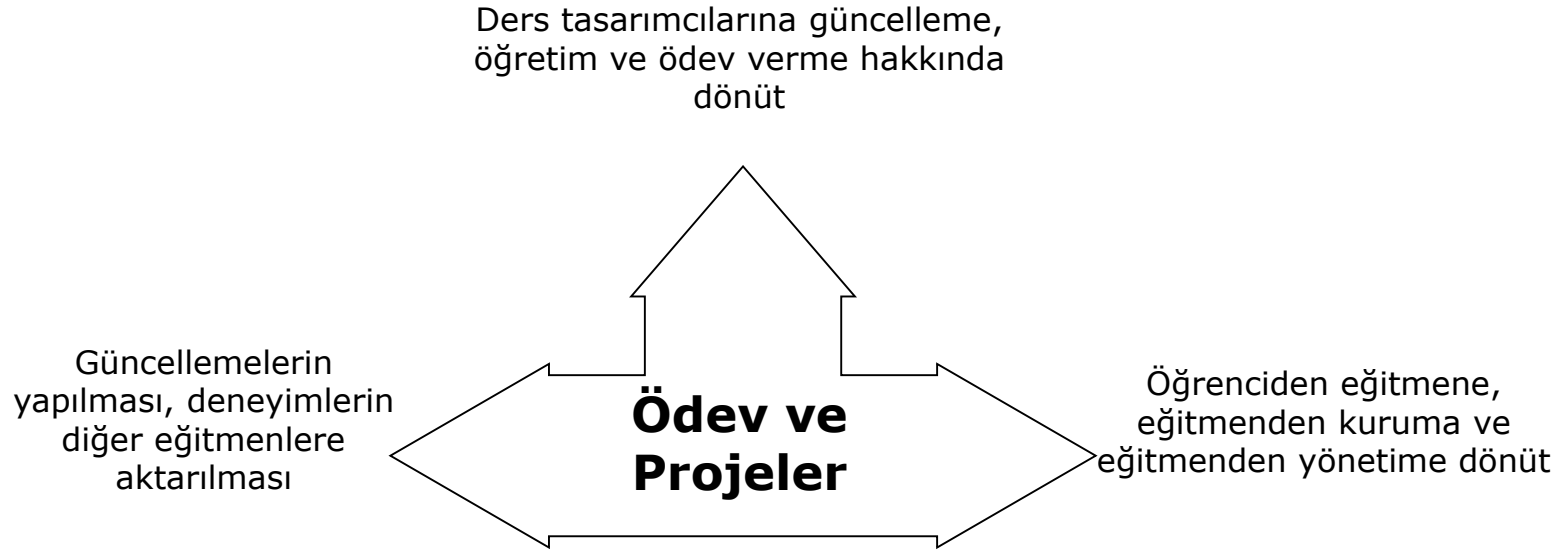 Ders tasarımcılarına güncelleme,
öğretim ve ödev verme hakkında
dönüt
Güncellemelerin
yapılması, deneyimlerin
diğer eğitmenlere
aktarılması
Ödev ve
Projeler
Öğrenciden eğitmene,
eğitmenden kuruma ve
eğitmenden yönetime dönüt